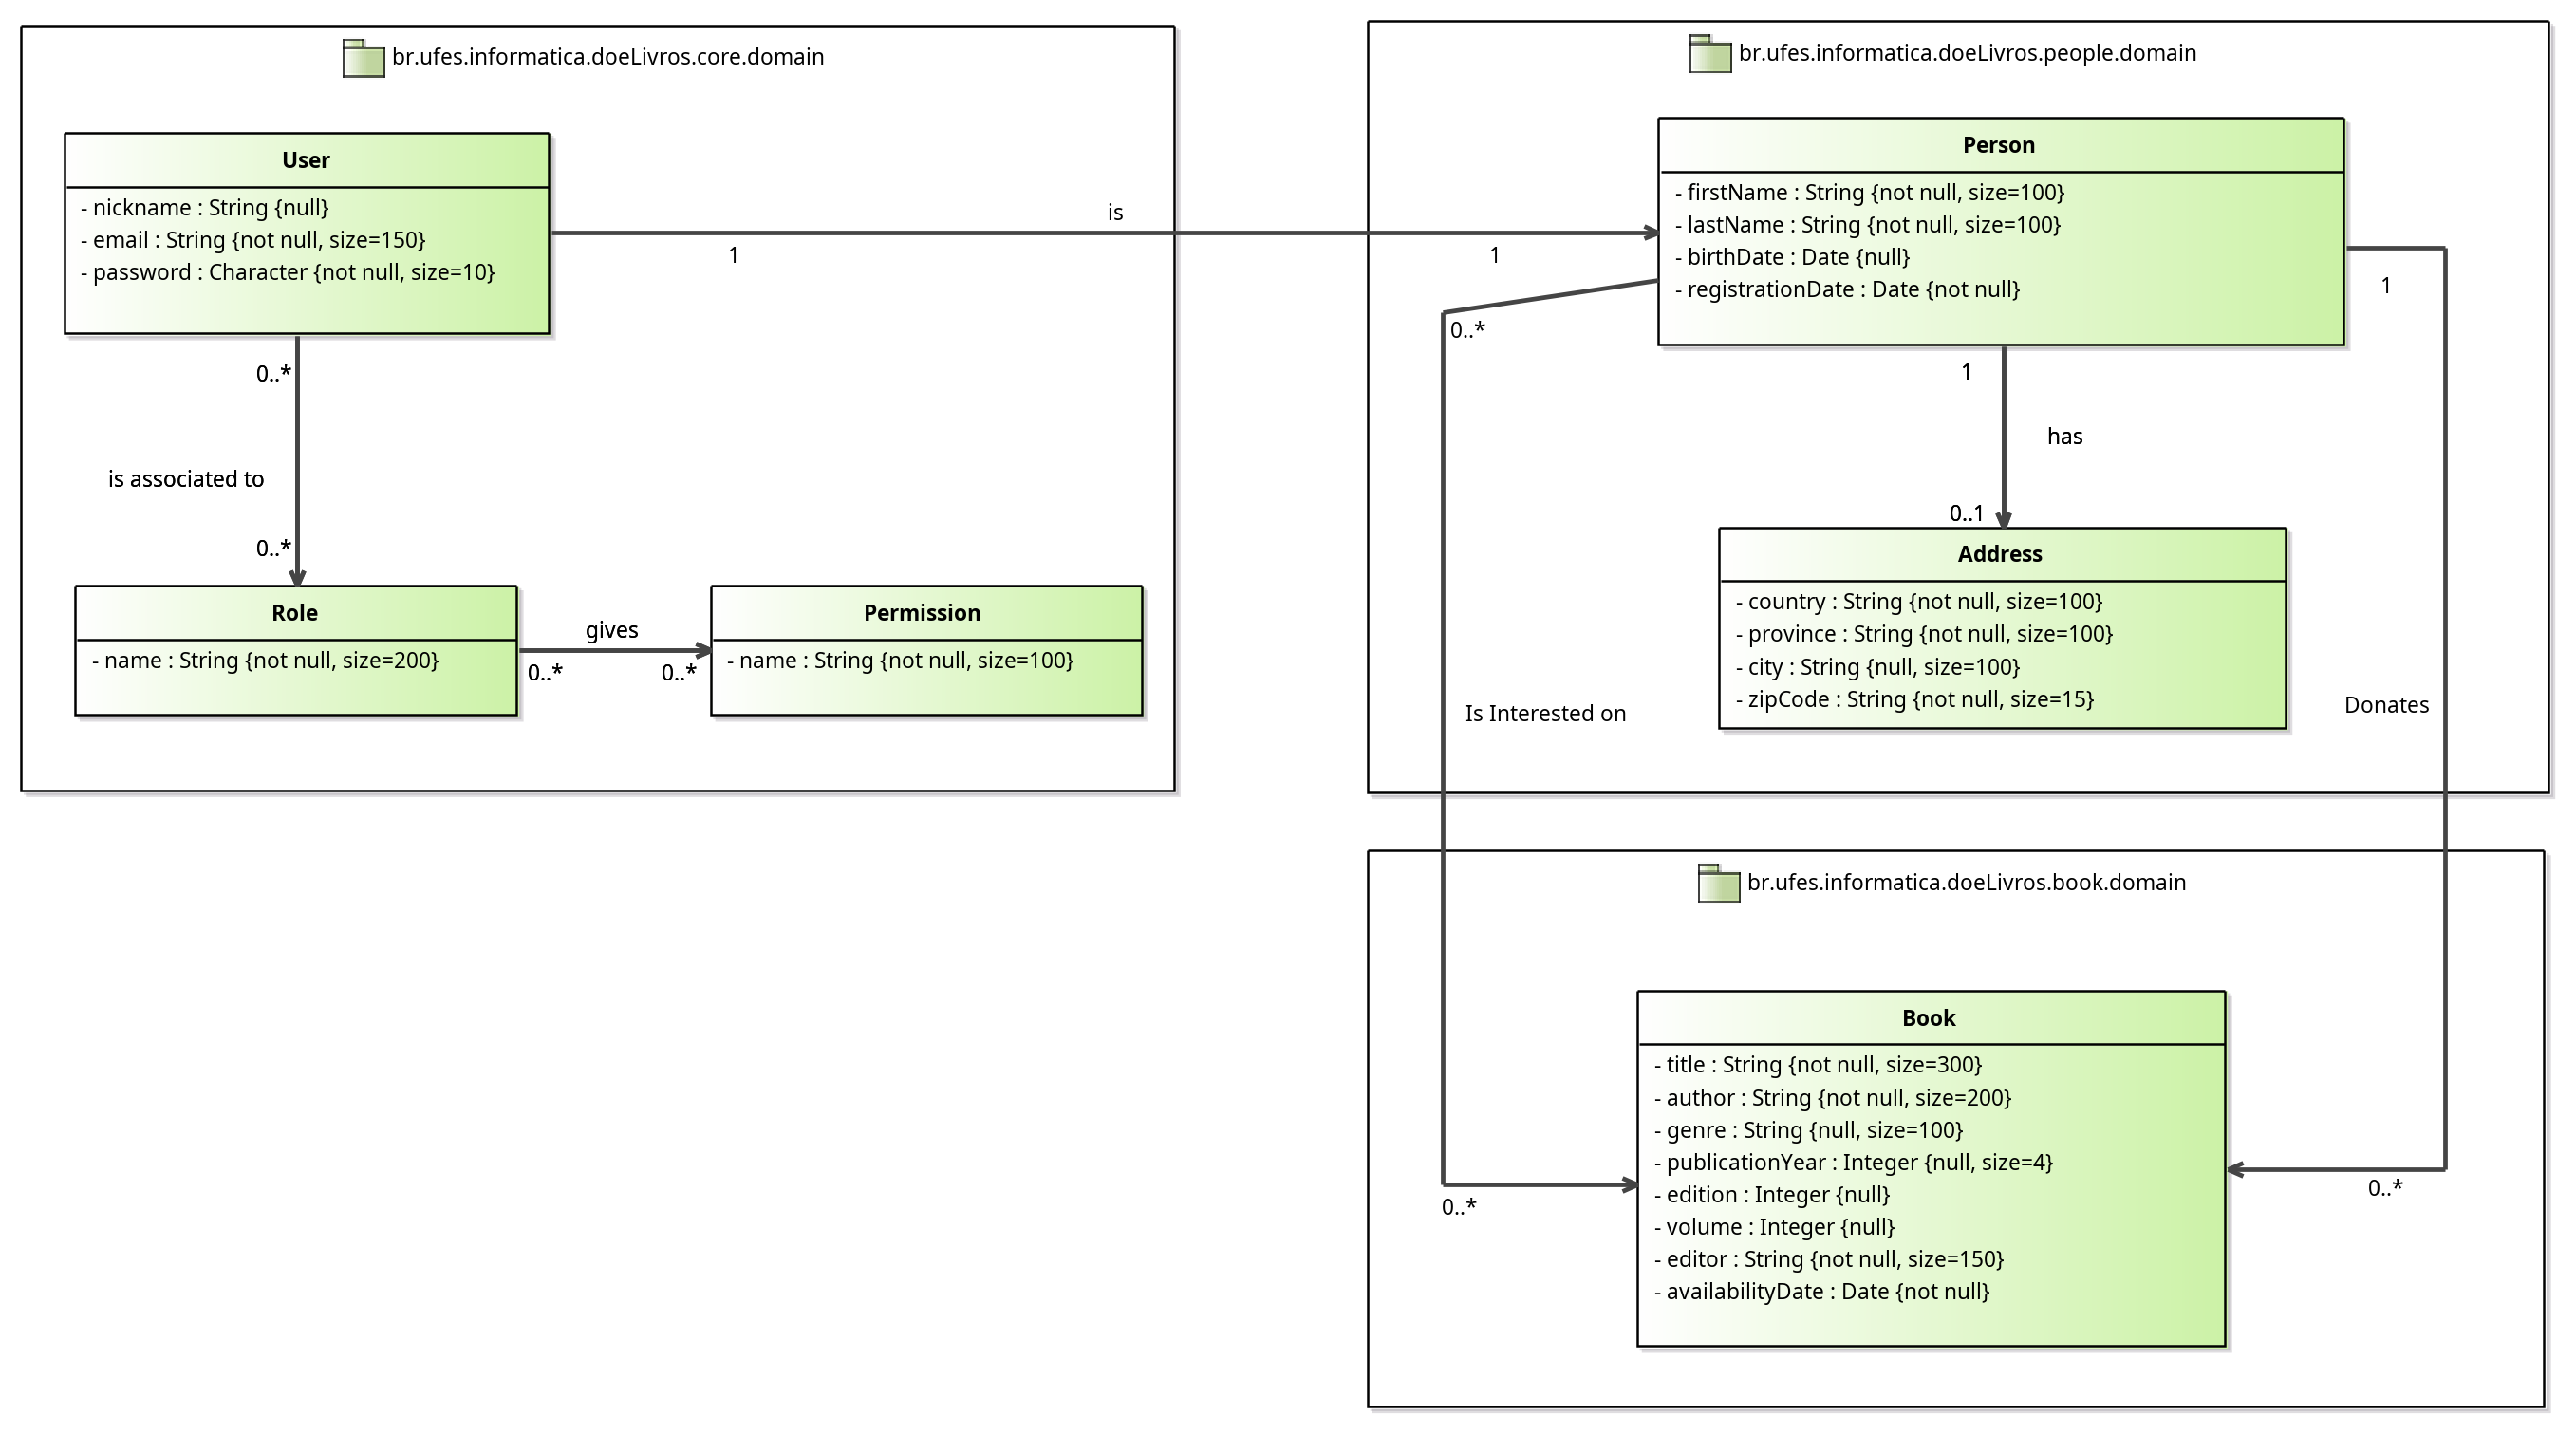 br.ufes.informatica.doeLivros.core.domain
User
- nickname : String {null}
- email : String {not null, size=150}
- password : Character {not null, size=10}
is
1
1
0..*
is associated to
0..*
Role
- name : String {not null, size=200}
gives
0..*
0..*
Permission
- name : String {not null, size=100}
br.ufes.informatica.doeLivros.people.domain
Person
- firstName : String {not null, size=100}
- lastName : String {not null, size=100}
- birthDate : Date {null}
- registrationDate : Date {not null}
1
0..*
1
has
0..1
Address
- country : String {not null, size=100}
- province : String {not null, size=100}
- city : String {null, size=100}
- zipCode : String {not null, size=15}
Is Interested on
Donates
br.ufes.informatica.doeLivros.book.domain
Book
- title : String {not null, size=300}
- author : String {not null, size=200}
- genre : String {null, size=100}
- publicationYear : Integer {null, size=4}
- edition : Integer {null}
- volume : Integer {null}
- editor : String {not null, size=150}
- availabilityDate : Date {not null}
0..*
0..*